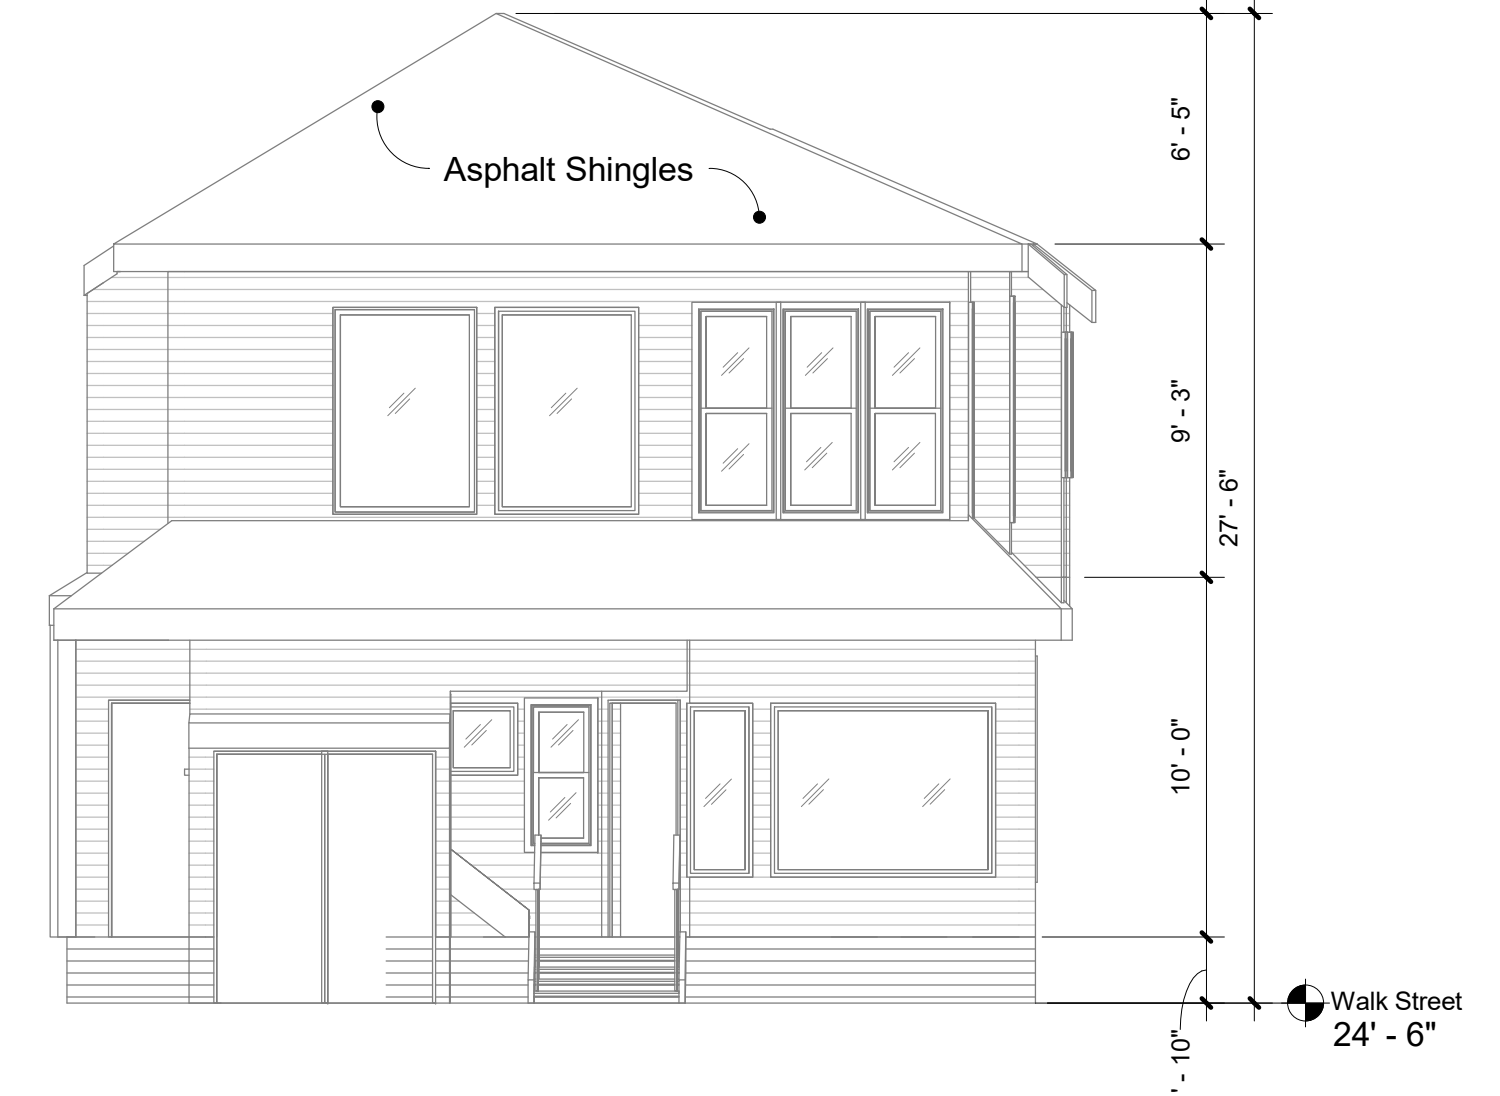 Asphalt Shingles
6' - 5"
9' - 3"
27' - 6"
10' - 0"
' - 10"
Walk Street
24' - 6"